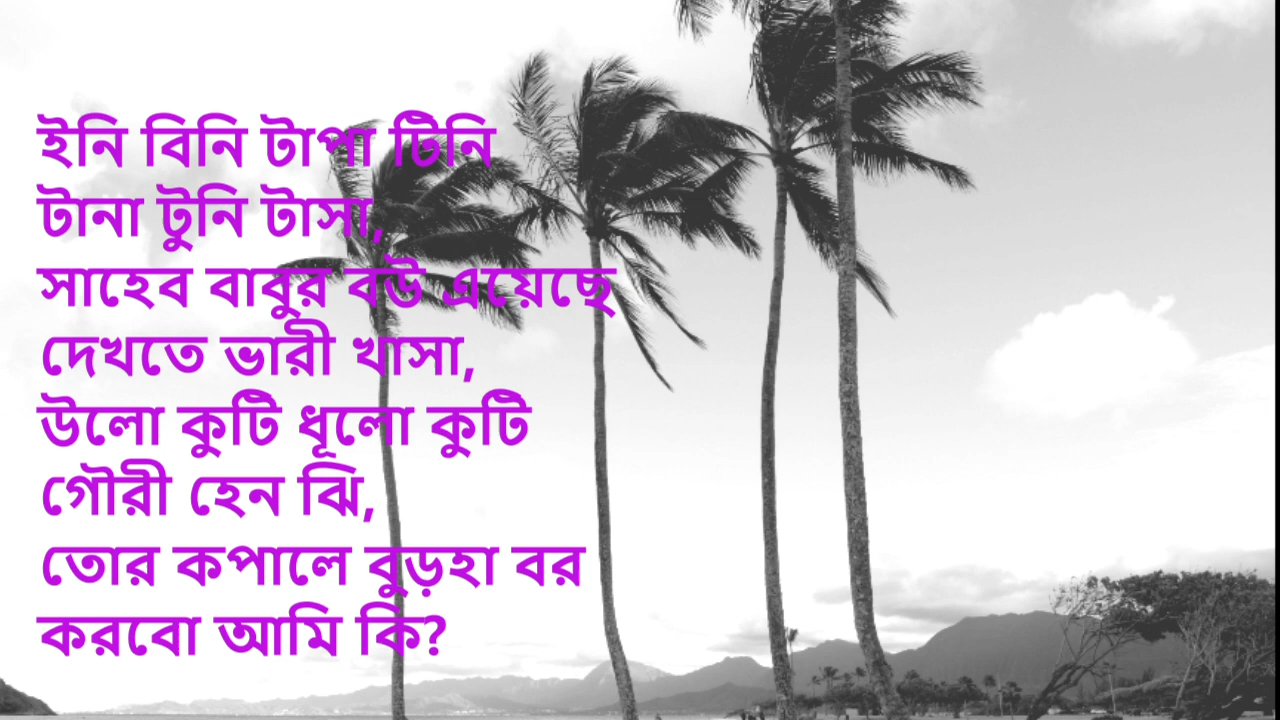 ইনি বিনি টাপা টিনি
টানা টুনি টাসা,
সাহেব বাবুর বউ এয়েছে
দেখতে ভারী খাসা,
উলো কুটি ধূলো কুটি
গৌরী হেন ঝি,
তোর কপালে বুড়হা বর
করবো আমি কি?